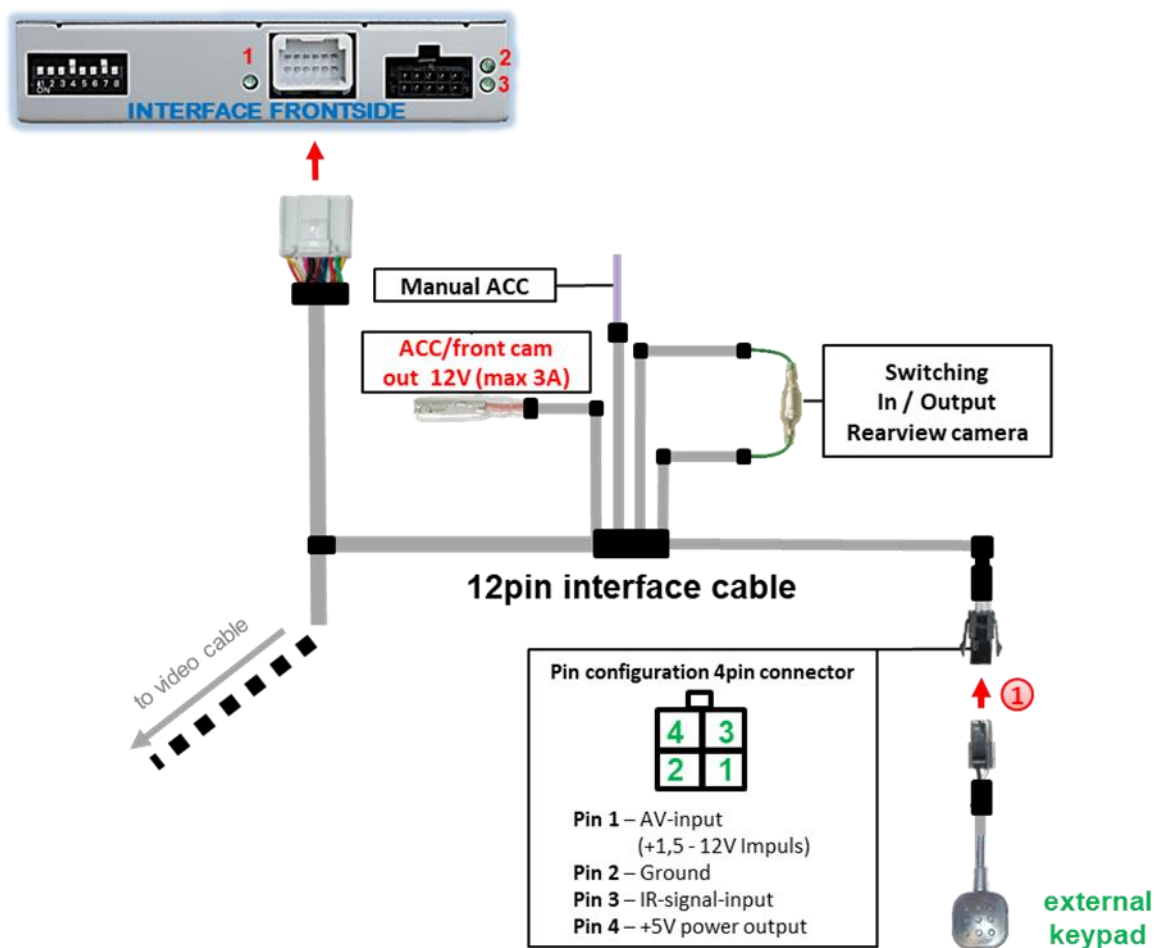 1
2
3
1 2 3 4 5 6 7 8
ON
INTERFACE FRONTSIDE
Manual ACC
ACC/front cam
out 12V (max 3A)
Switching
In / Output
Rearview camera
12pin interface cable
to video cable
Pin configuration 4pin connector
4 3
2 1
Pin 1 – AV-input
(+1,5 - 12V Impuls)
Pin 2 – Ground
Pin 3 – IR-signal-input
Pin 4 – +5V power output
1
external
keypad